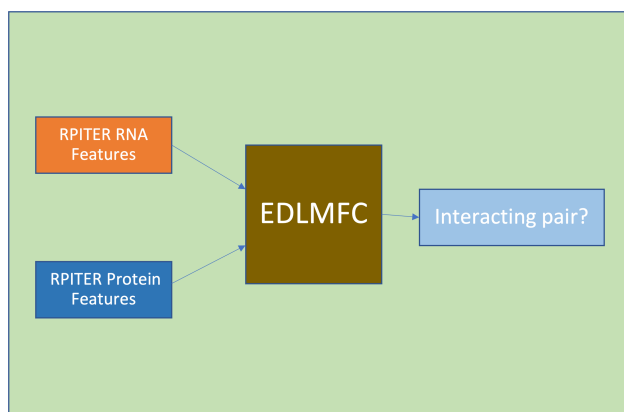 RPITER RNA
Features
EDLMFC
Interacting pair?
RPITER Protein
Features